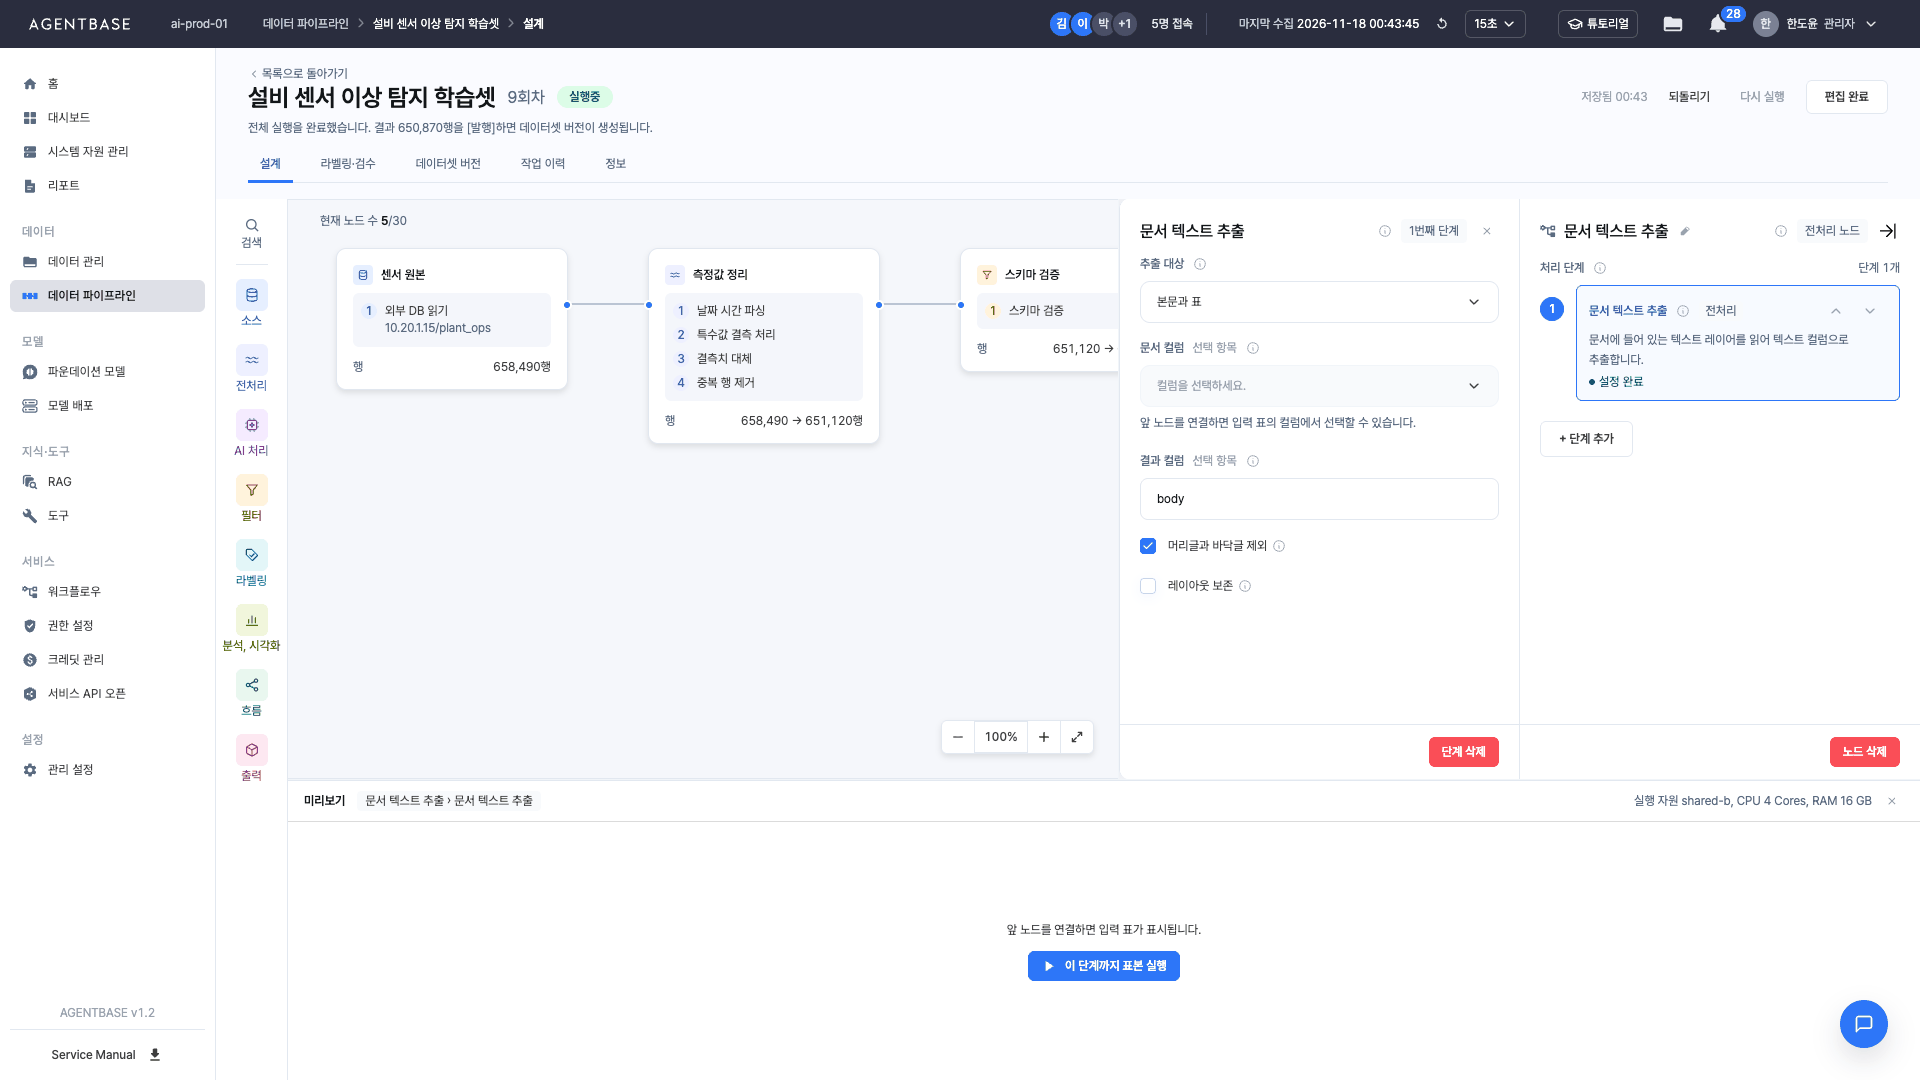 AGENTBASE
ai-prod-01
데이터 파이프라인 > 설비 센서 이상 탐지 학습셋 > 설계
김 이 박 +1
5명 접속
마지막 수집 2026-11-18 00:43:45
15초
튜토리얼
28
한 한도윤 관리자
홈
대시보드
시스템 자원 관리
리포트
데이터
데이터 관리
데이터 파이프라인
모델
파운데이션 모델
모델 배포
지식·도구
RAG
도구
서비스
워크플로우
권한 설정
크레딧 관리
서비스 API 오픈
설정
관리 설정
AGENTBASE v1.2
Service Manual
목록으로 돌아가기
설비 센서 이상 탐지 학습셋 9회차 실행중
전체 실행을 완료했습니다. 결과 650,870행을 [발행]하면 데이터셋 버전이 생성됩니다.
저장됨 00:43
되돌리기
다시 실행
편집 완료
설계
라벨링·검수
데이터셋 버전
작업 이력
정보
검색
소스
전처리
AI 처리
필터
라벨링
분석, 시각화
흐름
출력
현재 노드 수 5/30
센서 원본
1 외부 DB 읽기
10.20.1.15/plant_ops
행 658,490행
측정값 정리
1 날짜 시간 파싱
2 특수값 결측 처리
3 결측치 대체
4 중복 행 제거
행 658,490 → 651,120행
스키마 검증
1 스키마 검증
행 651,120 →
100%
문서 텍스트 추출
1번째 단계
추출 대상
본문과 표
문서 컬럼 선택 항목
컬럼을 선택하세요.
앞 노드를 연결하면 입력 표의 컬럼에서 선택할 수 있습니다.
결과 컬럼 선택 항목
body
머리글과 바닥글 제외
레이아웃 보존
단계 삭제
문서 텍스트 추출
전처리 노드
처리 단계
단계 1개
1
문서 텍스트 추출 전처리
문서에 들어 있는 텍스트 레이어를 읽어 텍스트 컬럼으로
추출합니다.
설정 완료
+ 단계 추가
노드 삭제
미리보기
문서 텍스트 추출 › 문서 텍스트 추출
실행 자원 shared-b, CPU 4 Cores, RAM 16 GB
앞 노드를 연결하면 입력 표가 표시됩니다.
이 단계까지 표본 실행